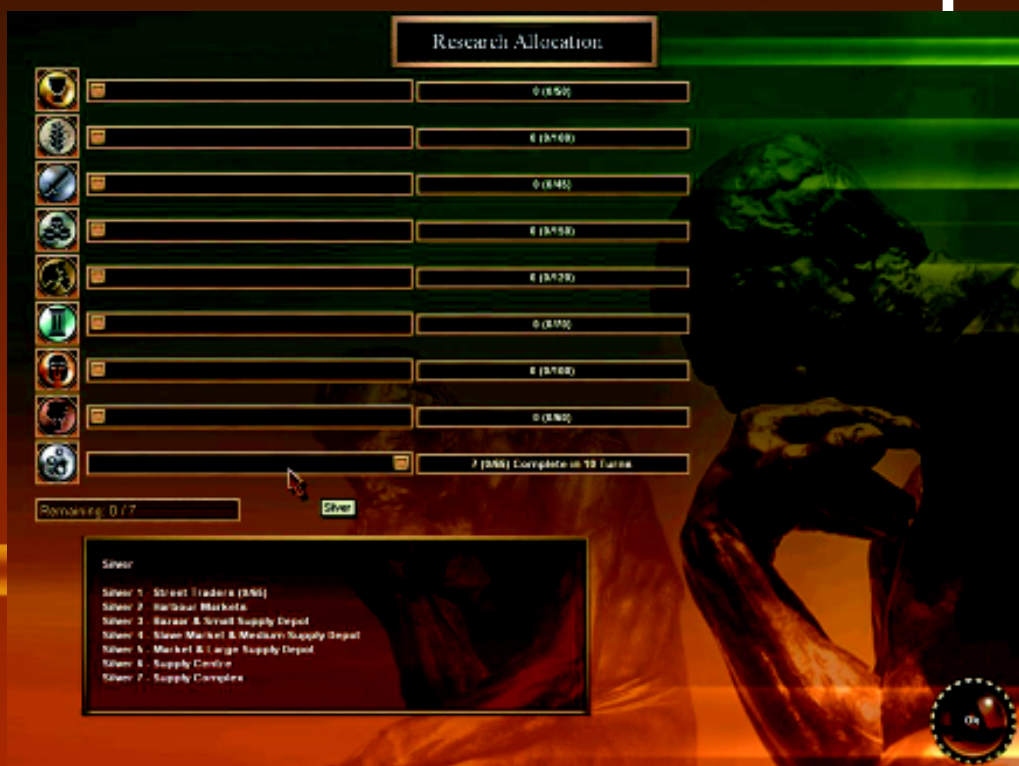 Research Allocation
0 (0/50)
0 (0/100)
0 (0/45)
0 (0/150)
0 (0/120)
0 (0/70)
0 (0/100)
0 (0/60)
7 (0/65) Complete in 10 Turns
Remaining: 0 / 7
Silver
Silver
Silver 1 - Street Traders (0/65)
Silver 2 - Harbour Markets
Silver 3 - Bazaar & Small Supply Depot
Silver 4 - Slave Market & Medium Supply Depot
Silver 5 - Market & Large Supply Depot
Silver 6 - Supply Centre
Silver 7 - Supply Complex
Ok